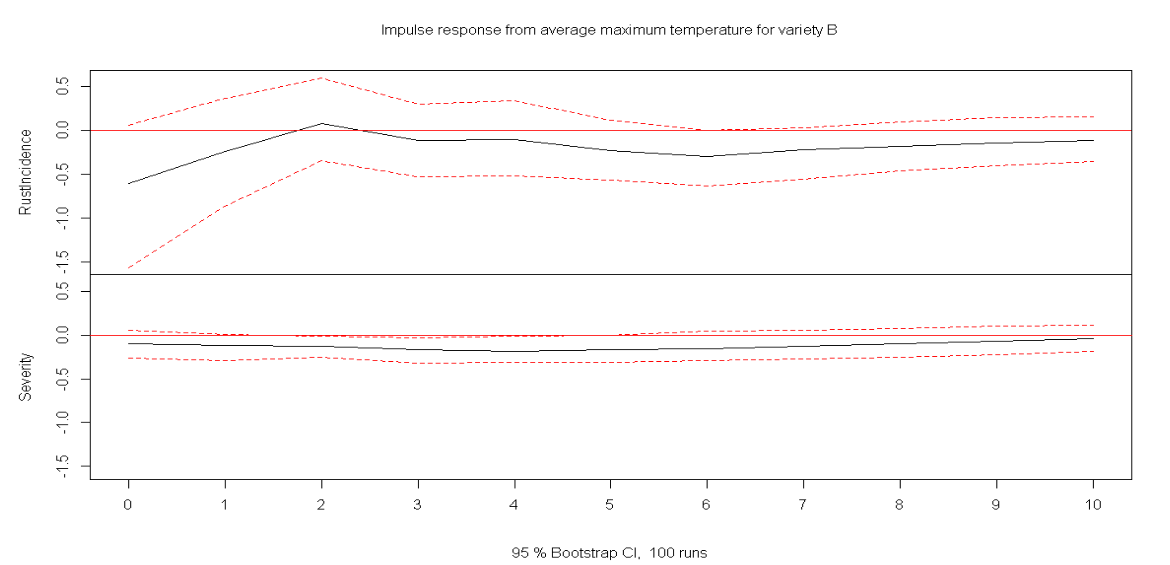 Impulse response from average maximum temperature for variety B
RustIncidence
0.5
0.0
-0.5
-1.0
-1.5
Severity
0.5
0.0
-0.5
-1.0
-1.5
0 1 2 3 4 5 6 7 8 9 10
95 % Bootstrap CI, 100 runs